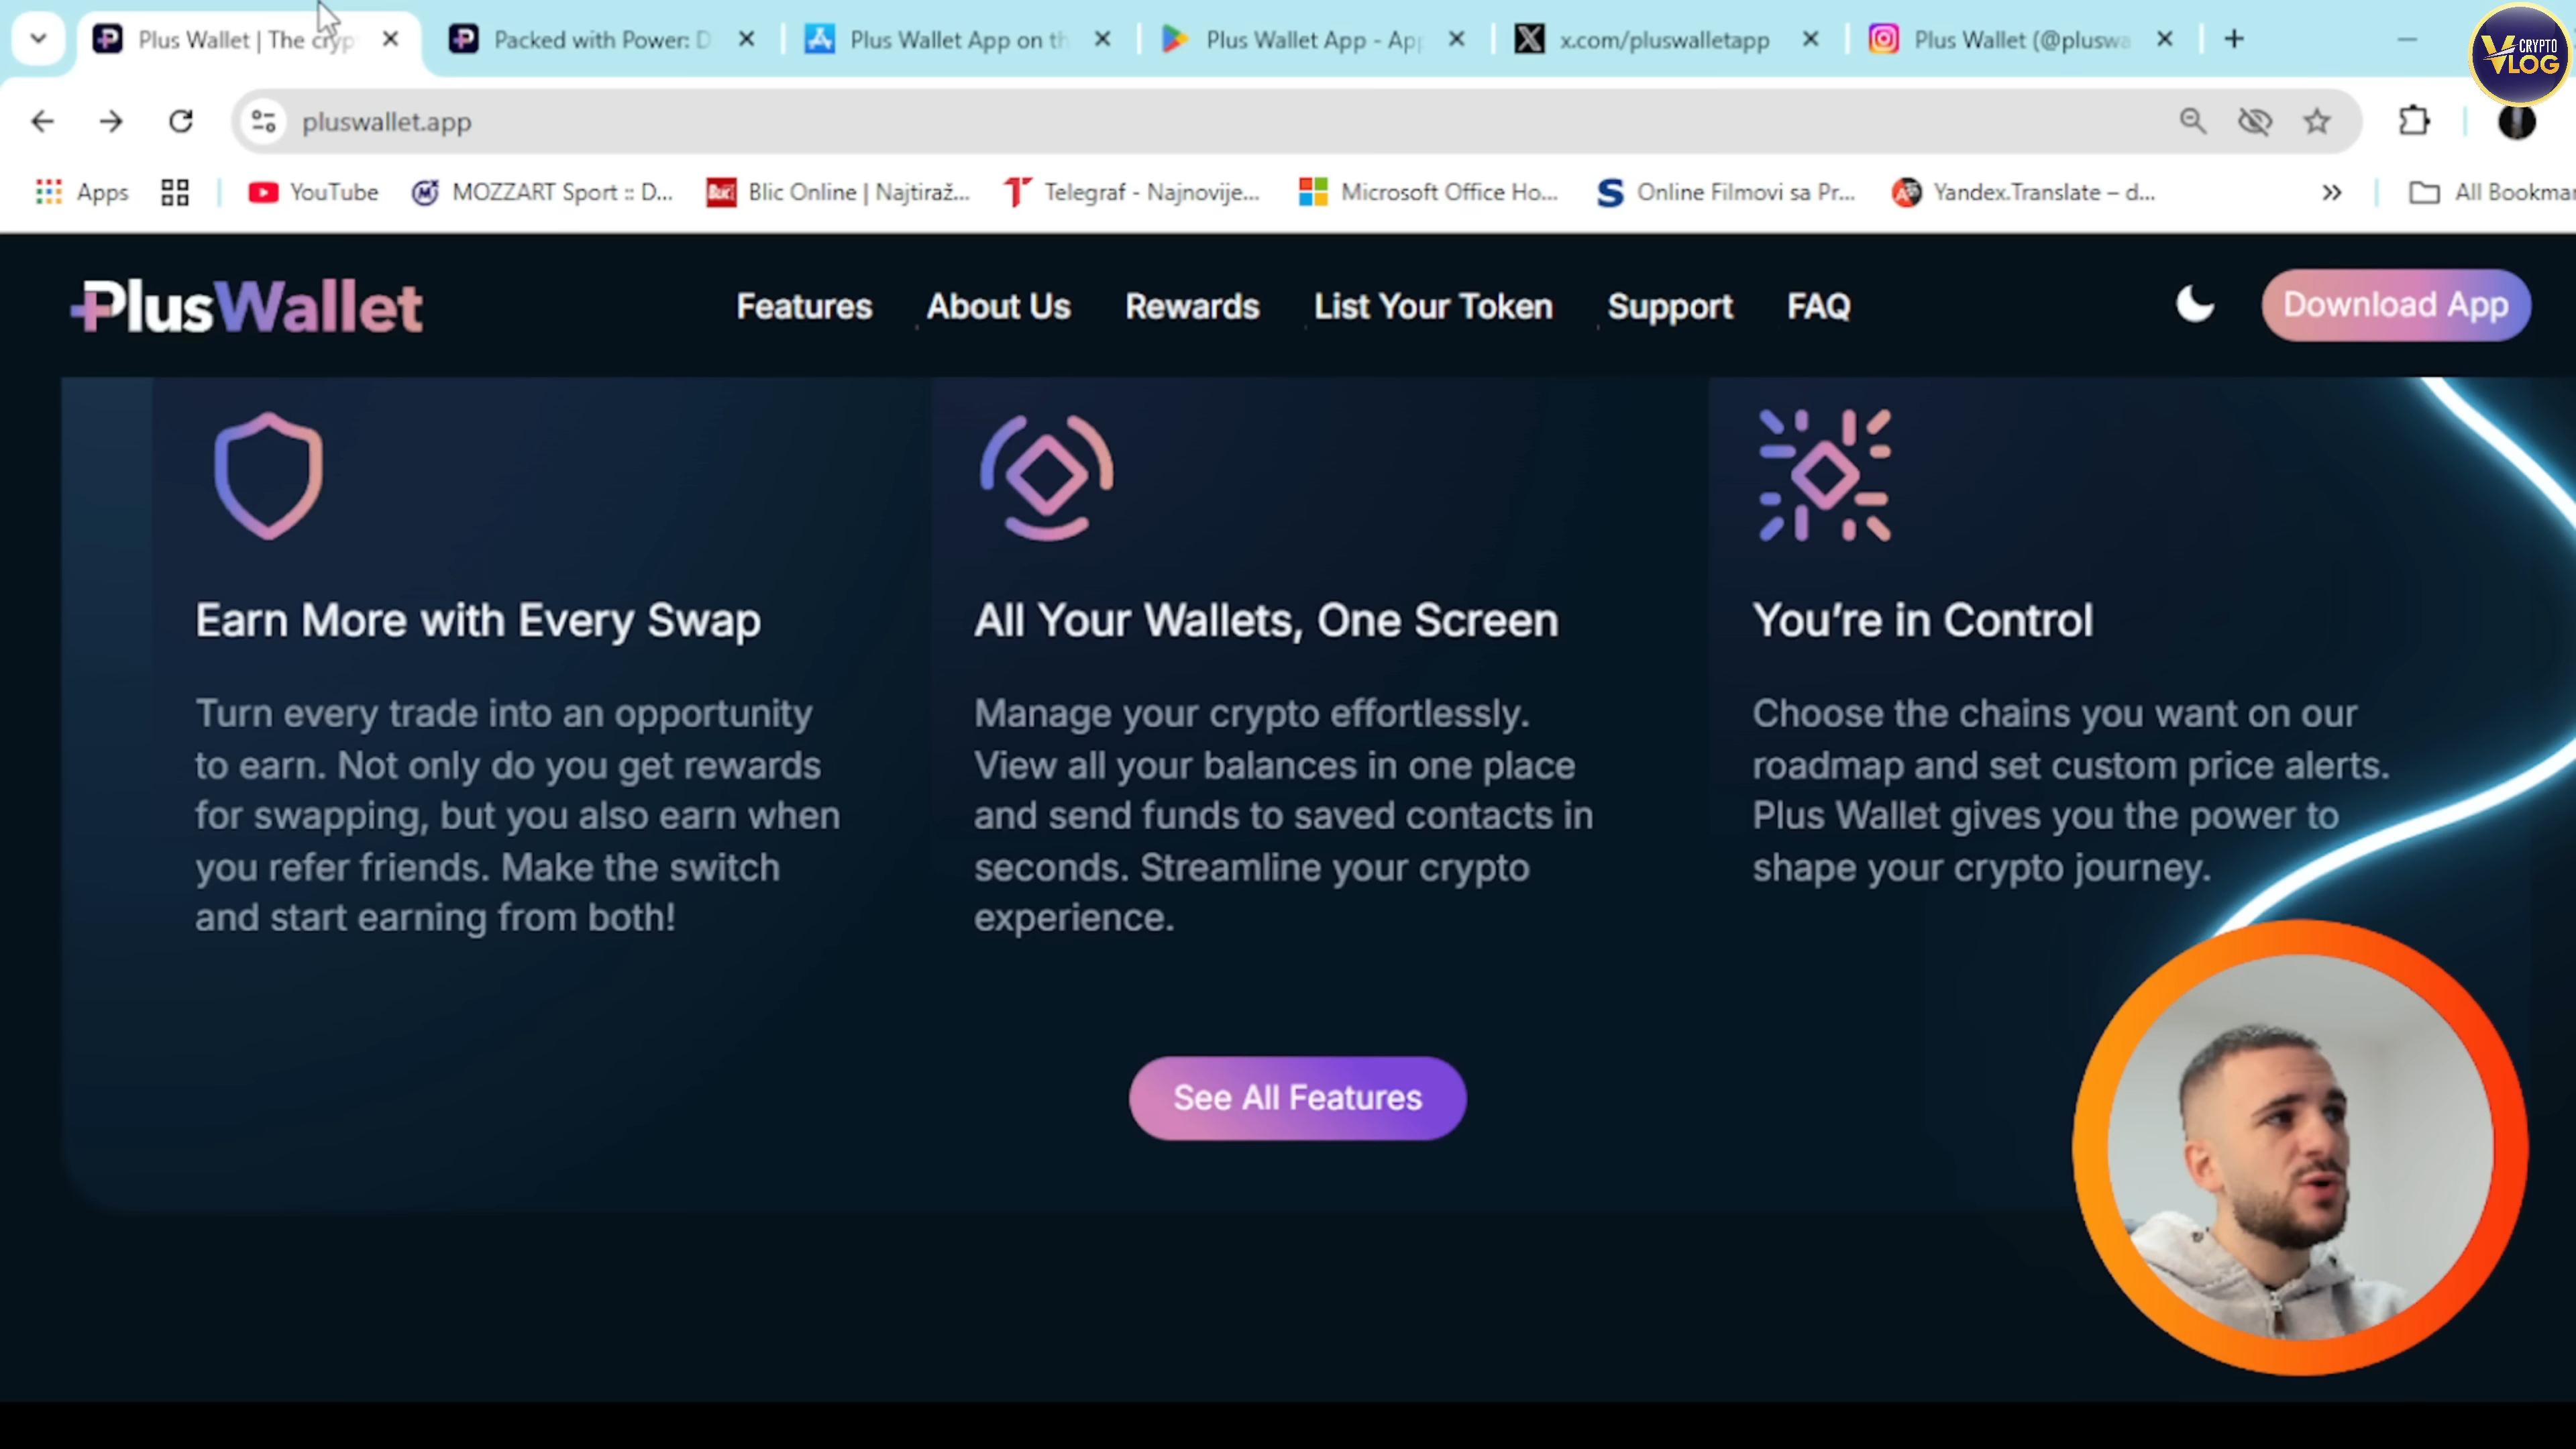 Plus Wallet | The cryp
Packed with Power: D
Plus Wallet App on th
Plus Wallet App - App
x.com/pluswalletapp
Plus Wallet (@pluswa
CRYPTO
VLOG
pluswallet.app
Apps
YouTube
MOZZART Sport :: D...
Blic Online | Najtiraž...
Telegraf - Najnovije...
Microsoft Office Ho...
Online Filmovi sa Pr...
Yandex.Translate – d...
All Bookmar
PlusWallet
Features
About Us
Rewards
List Your Token
Support
FAQ
Download App
Earn More with Every Swap
Turn every trade into an opportunity
to earn. Not only do you get rewards
for swapping, but you also earn when
you refer friends. Make the switch
and start earning from both!
All Your Wallets, One Screen
Manage your crypto effortlessly.
View all your balances in one place
and send funds to saved contacts in
seconds. Streamline your crypto
experience.
You're in Control
Choose the chains you want on our
roadmap and set custom price alerts.
Plus Wallet gives you the power to
shape your crypto journey.
See All Features